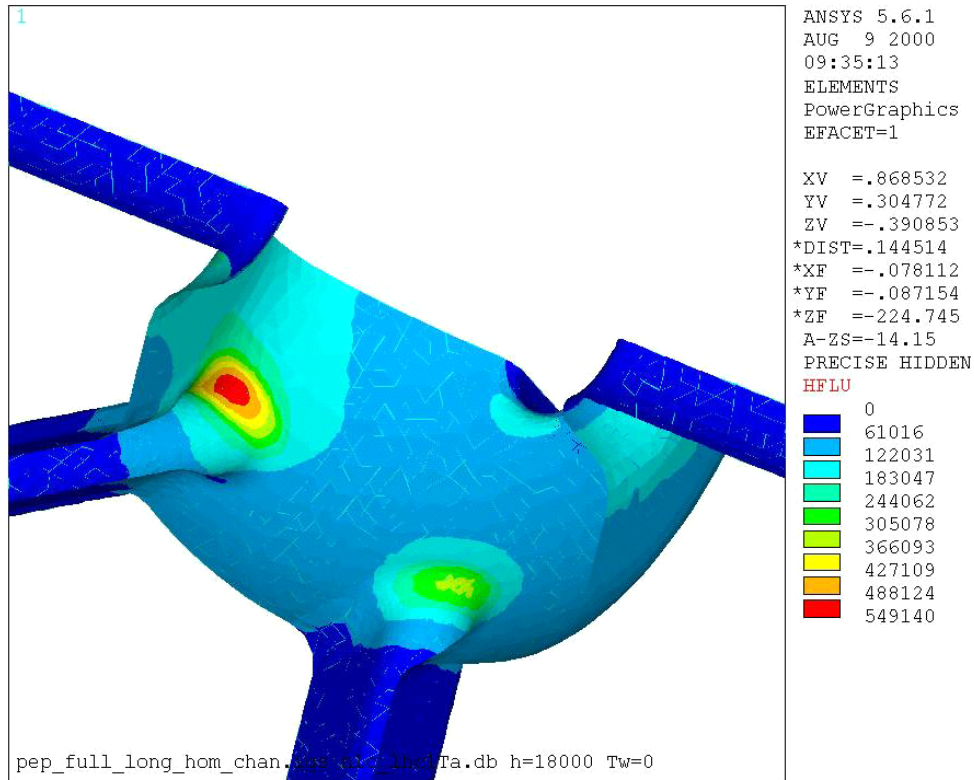 1
ANSYS 5.6.1
AUG 9 2000
09:35:13
ELEMENTS
PowerGraphics
EFACET=1
XV =.868532
YV =.304772
ZV =-.390853
*DIST=.144514
*XF =-.078112
*YF =-.087154
*ZF =-224.745
A-ZS=-14.15
PRECISE HIDDEN
HFLU
0
61016
122031
183047
244062
305078
366093
427109
488124
549140
pep_full_long_hom_chan. h=18000 Tw=0